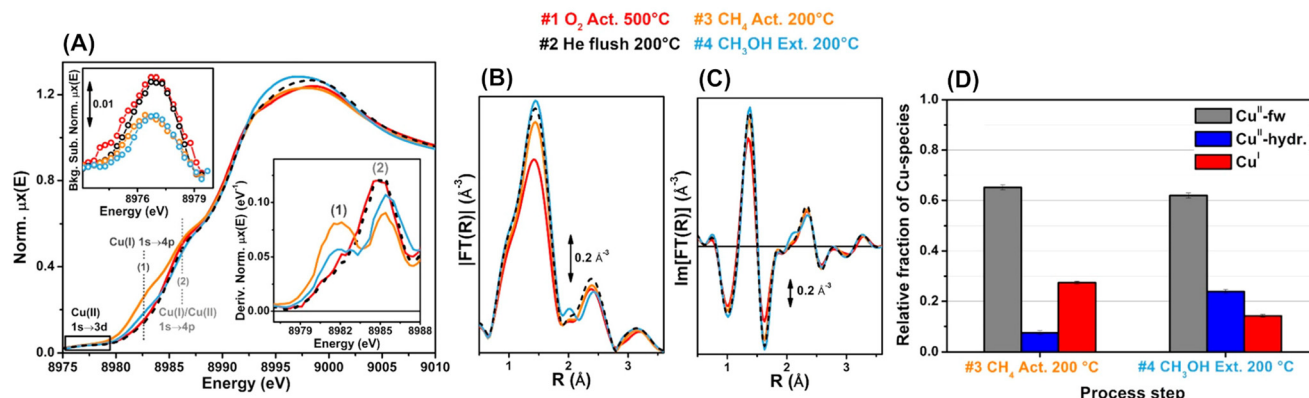 #1 O₂ Act. 500°C #3 CH₄ Act. 200°C
#2 He flush 200°C #4 CH₃OH Ext. 200°C
(A)
Norm. μx(E)
1.2
0.8
0.4
0.0
8975 8980 8985 8990 8995 9000 9005 9010
Energy (eV)
Bkg. Sub. Norm. μx(E)
0.01
8976 8979
Energy (eV)
Cu(I) 1s→4p
(1)
(2)
Cu(II)
1s→3d
Cu(I)/Cu(II)
1s→4p
Deriv. Norm. μx(E) (eV⁻¹)
0.10
0.05
0.00
(1)
(2)
8979 8982 8985 8988
Energy (eV)
(B)
|FT(R)| (Å⁻³)
0.2 Å⁻³
1 2 3
R (Å)
(C)
Im[FT(R)] (Å⁻³)
0.2 Å⁻³
1 2 3
R (Å)
(D)
Relative fraction of Cu-species
1.0
0.8
0.6
0.4
0.2
0.0
Cuᴵᴵ-fw
Cuᴵᴵ-hydr.
Cuᴵ
#3 CH₄ Act. 200 °C #4 CH₃OH Ext. 200 °C
Process step